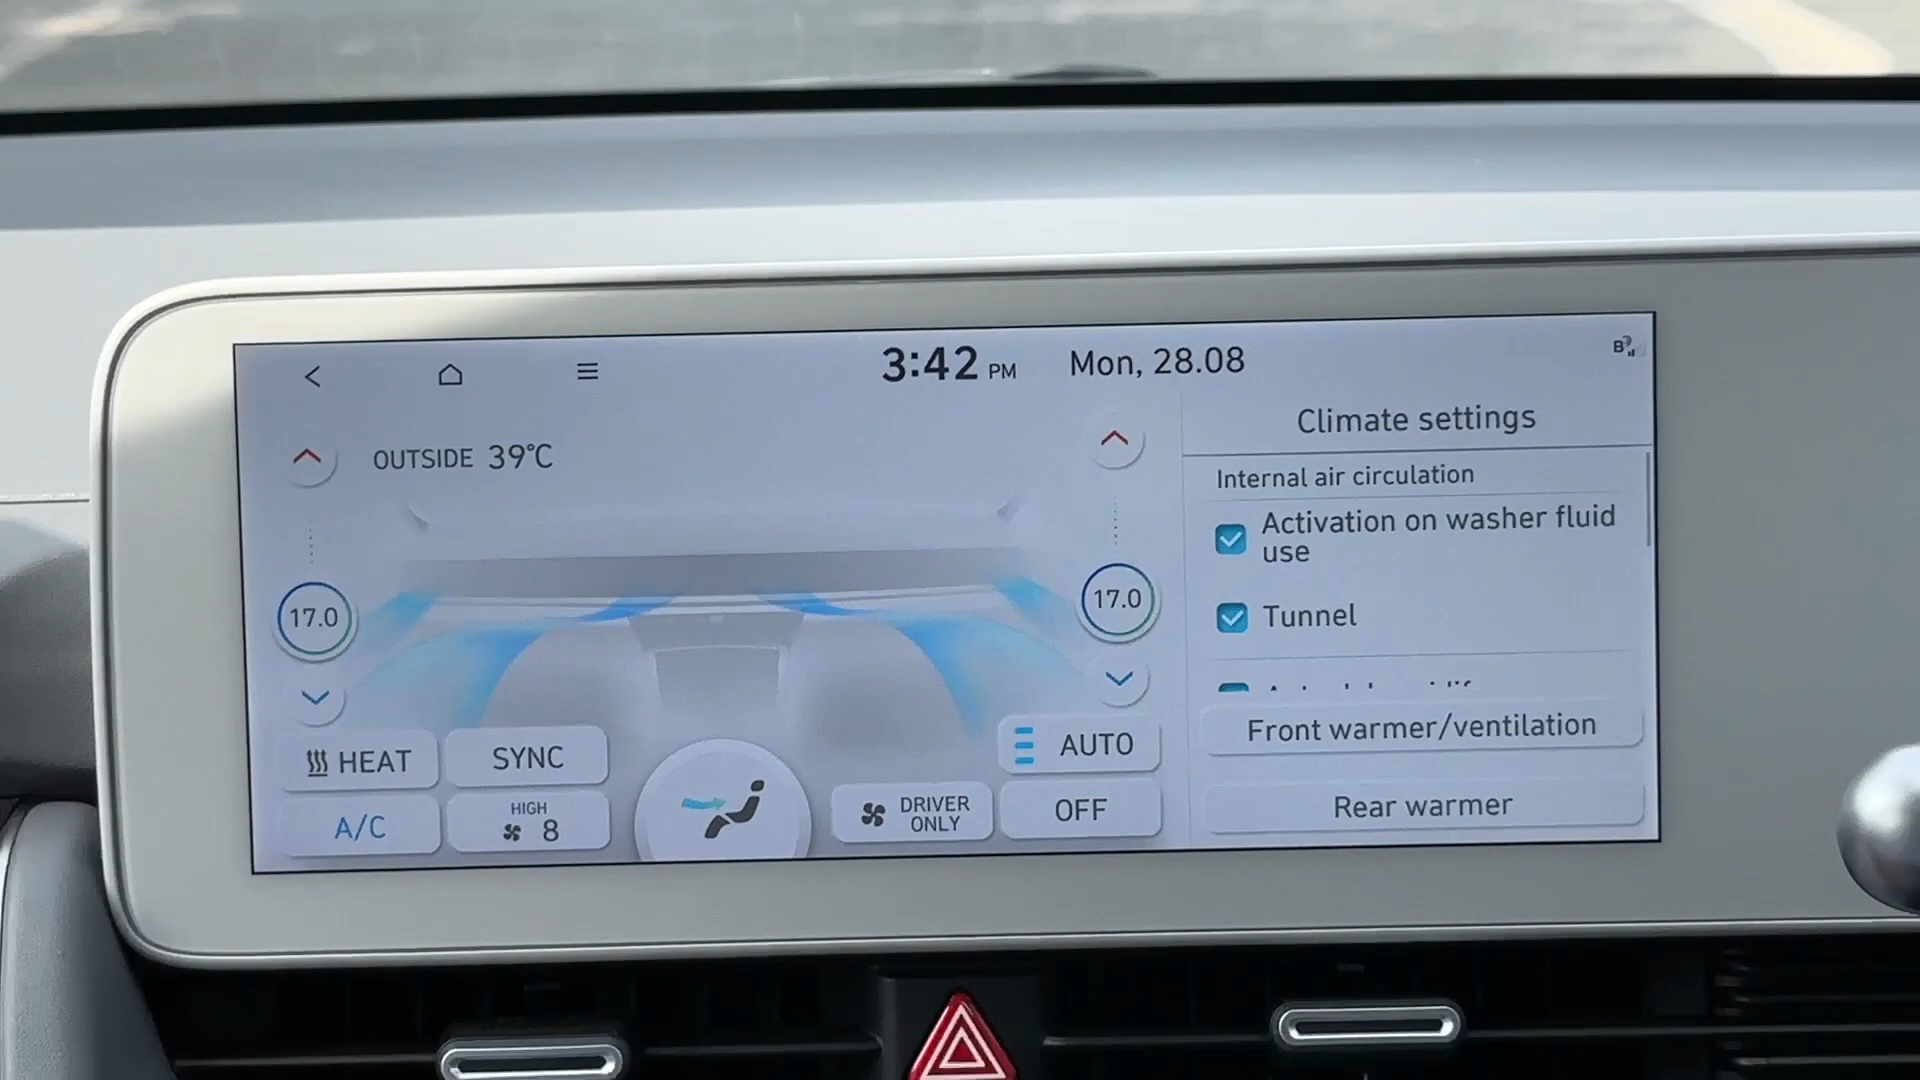 3:42 PM Mon, 28.08
OUTSIDE 39°C
17.0
17.0
HEAT
SYNC
A/C
HIGH
8
DRIVER
ONLY
AUTO
OFF
Climate settings
Internal air circulation
Activation on washer fluid
use
Tunnel
Front warmer/ventilation
Rear warmer